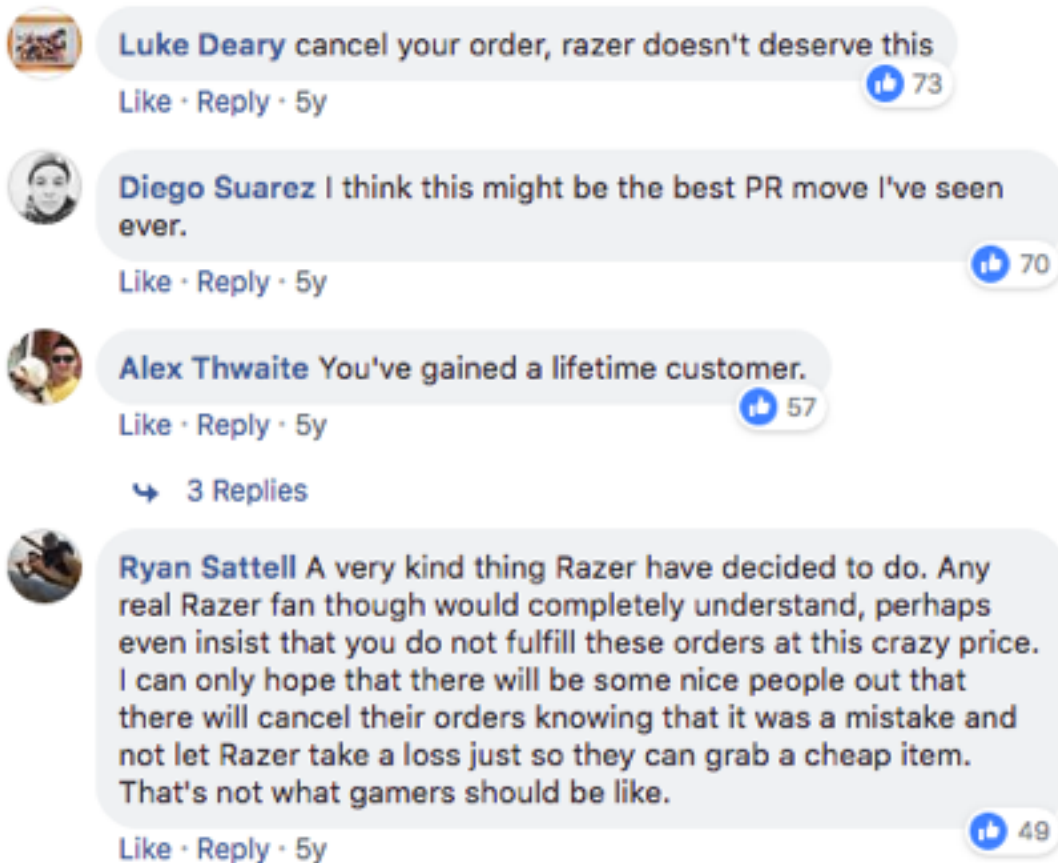 Luke Deary cancel your order, razer doesn't deserve this
73
Like · Reply · 5y
Diego Suarez I think this might be the best PR move I've seen
ever.
70
Like · Reply · 5y
Alex Thwaite You've gained a lifetime customer.
57
Like · Reply · 5y
3 Replies
Ryan Sattell A very kind thing Razer have decided to do. Any
real Razer fan though would completely understand, perhaps
even insist that you do not fulfill these orders at this crazy price.
I can only hope that there will be some nice people out that
there will cancel their orders knowing that it was a mistake and
not let Razer take a loss just so they can grab a cheap item.
That's not what gamers should be like.
49
Like · Reply · 5y